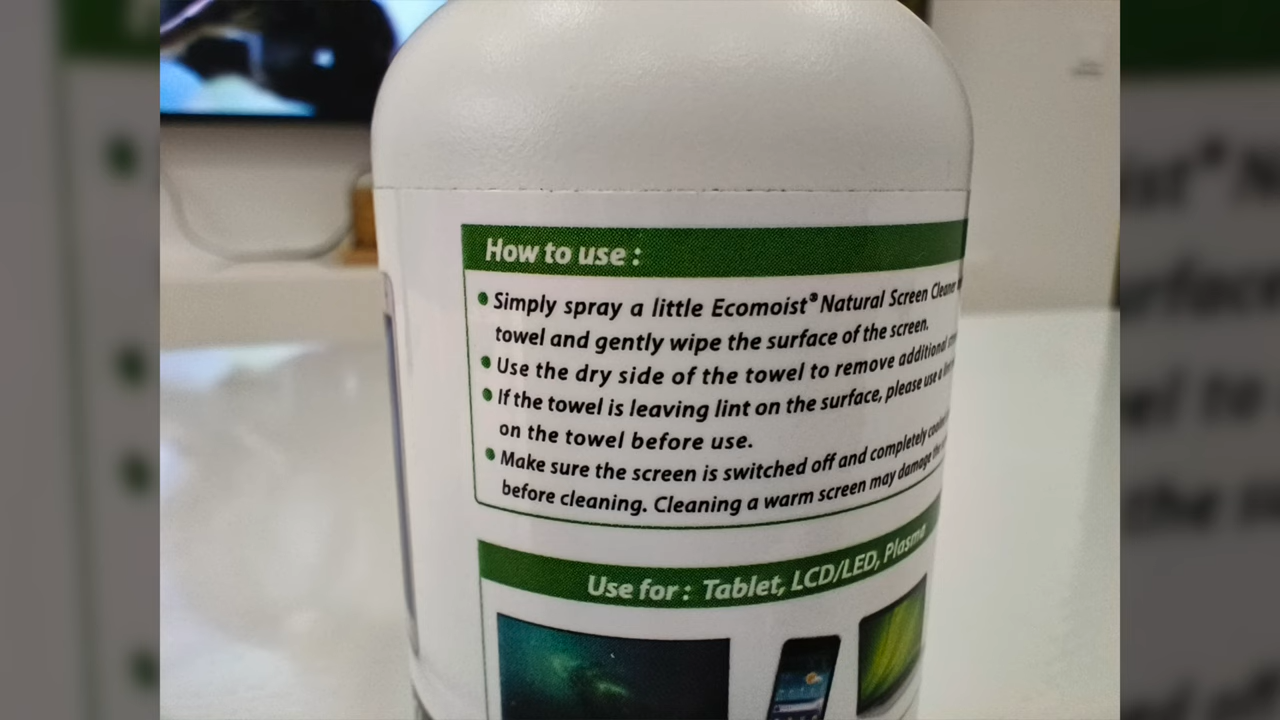 How to use :
• Simply spray a little Ecomoist® Natural Screen Cleaner
towel and gently wipe the surface of the screen.
• Use the dry side of the towel to remove additional
• If the towel is leaving lint on the surface, please use a
on the towel before use.
• Make sure the screen is switched off and completely
before cleaning. Cleaning a warm screen may damage
Use for : Tablet, LCD/LED, Plasma